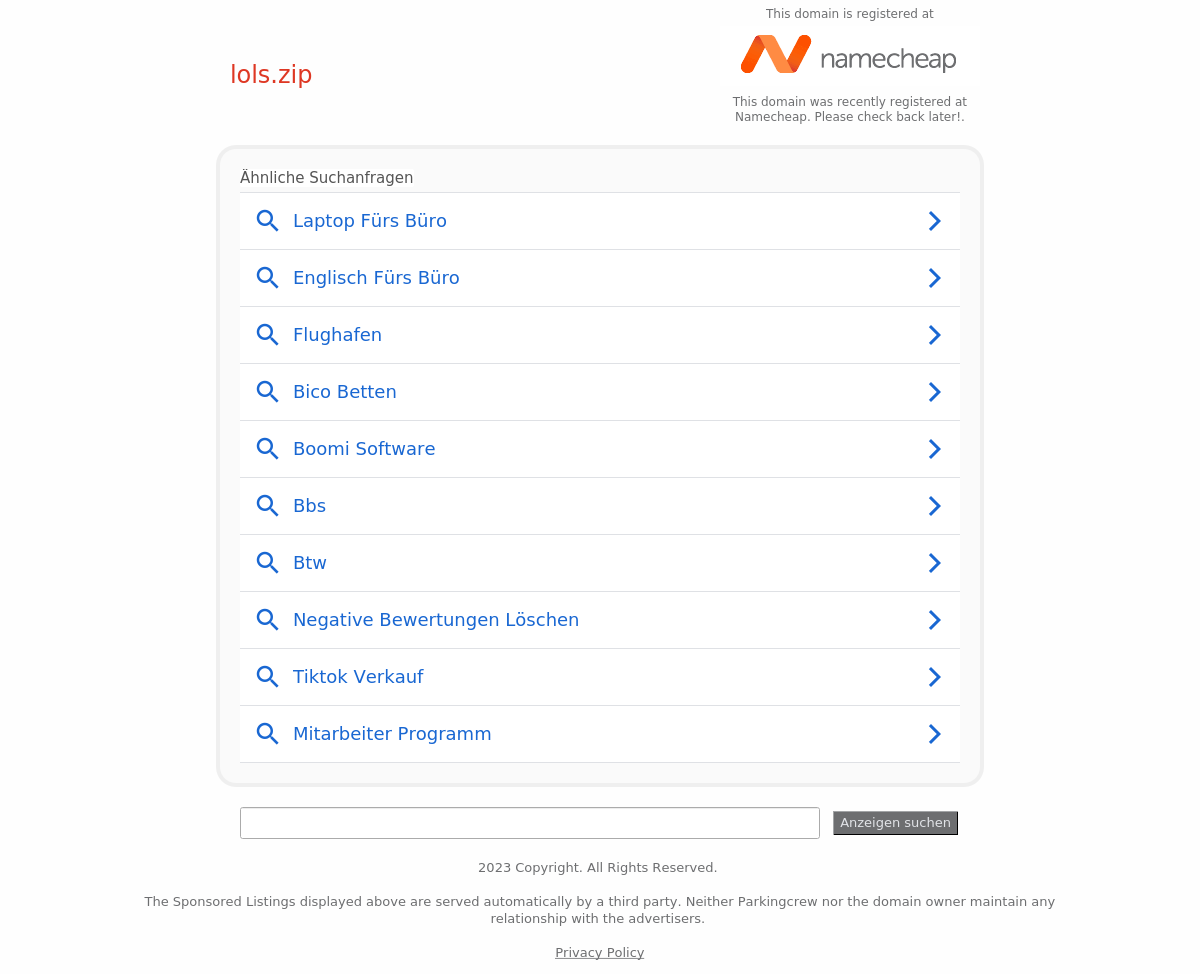 This domain is registered at
namecheap
lols.zip
This domain was recently registered at
Namecheap. Please check back later!.
Ähnliche Suchanfragen
Laptop Fürs Büro
Englisch Fürs Büro
Flughafen
Bico Betten
Boomi Software
Bbs
Btw
Negative Bewertungen Löschen
Tiktok Verkauf
Mitarbeiter Programm
Anzeigen suchen
2023 Copyright. All Rights Reserved.
The Sponsored Listings displayed above are served automatically by a third party. Neither Parkingcrew nor the domain owner maintain any
relationship with the advertisers.
Privacy Policy